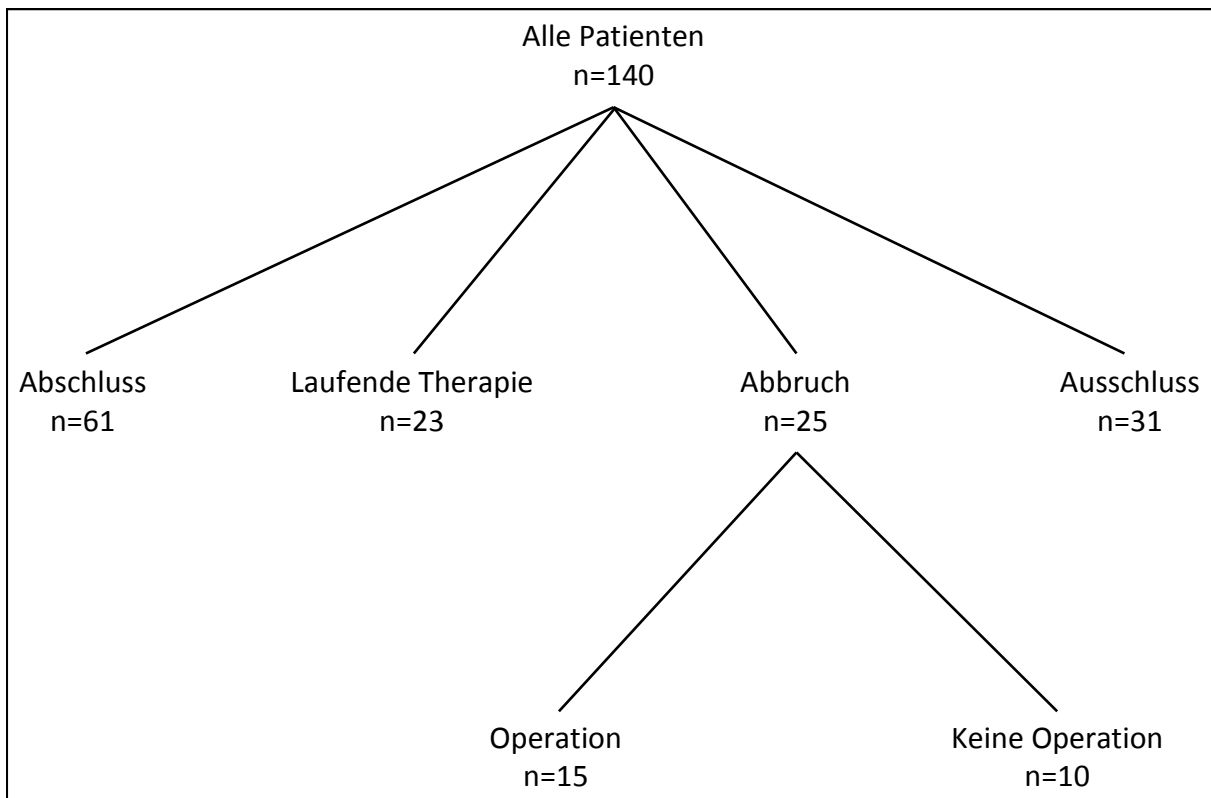 Alle Patienten
n=140
Abschluss
n=61
Laufende Therapie
n=23
Abbruch
n=25
Ausschluss
n=31
Operation
n=15
Keine Operation
n=10